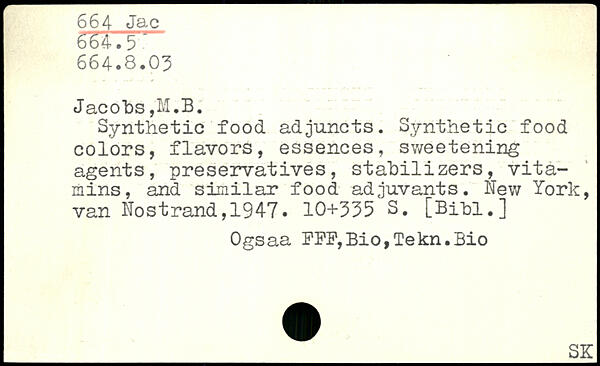 664 Jac
664.5
664.8.03
Jacobs,M.B.
Synthetic food adjuncts. Synthetic food
colors, flavors, essences, sweetening
agents, preservatives, stabilizers, vita-
mins, and similar food adjuvants. New York,
van Nostrand,1947. 10+335 S. [Bibl.]
Ogsaa FFF,Bio,Tekn.Bio
SK